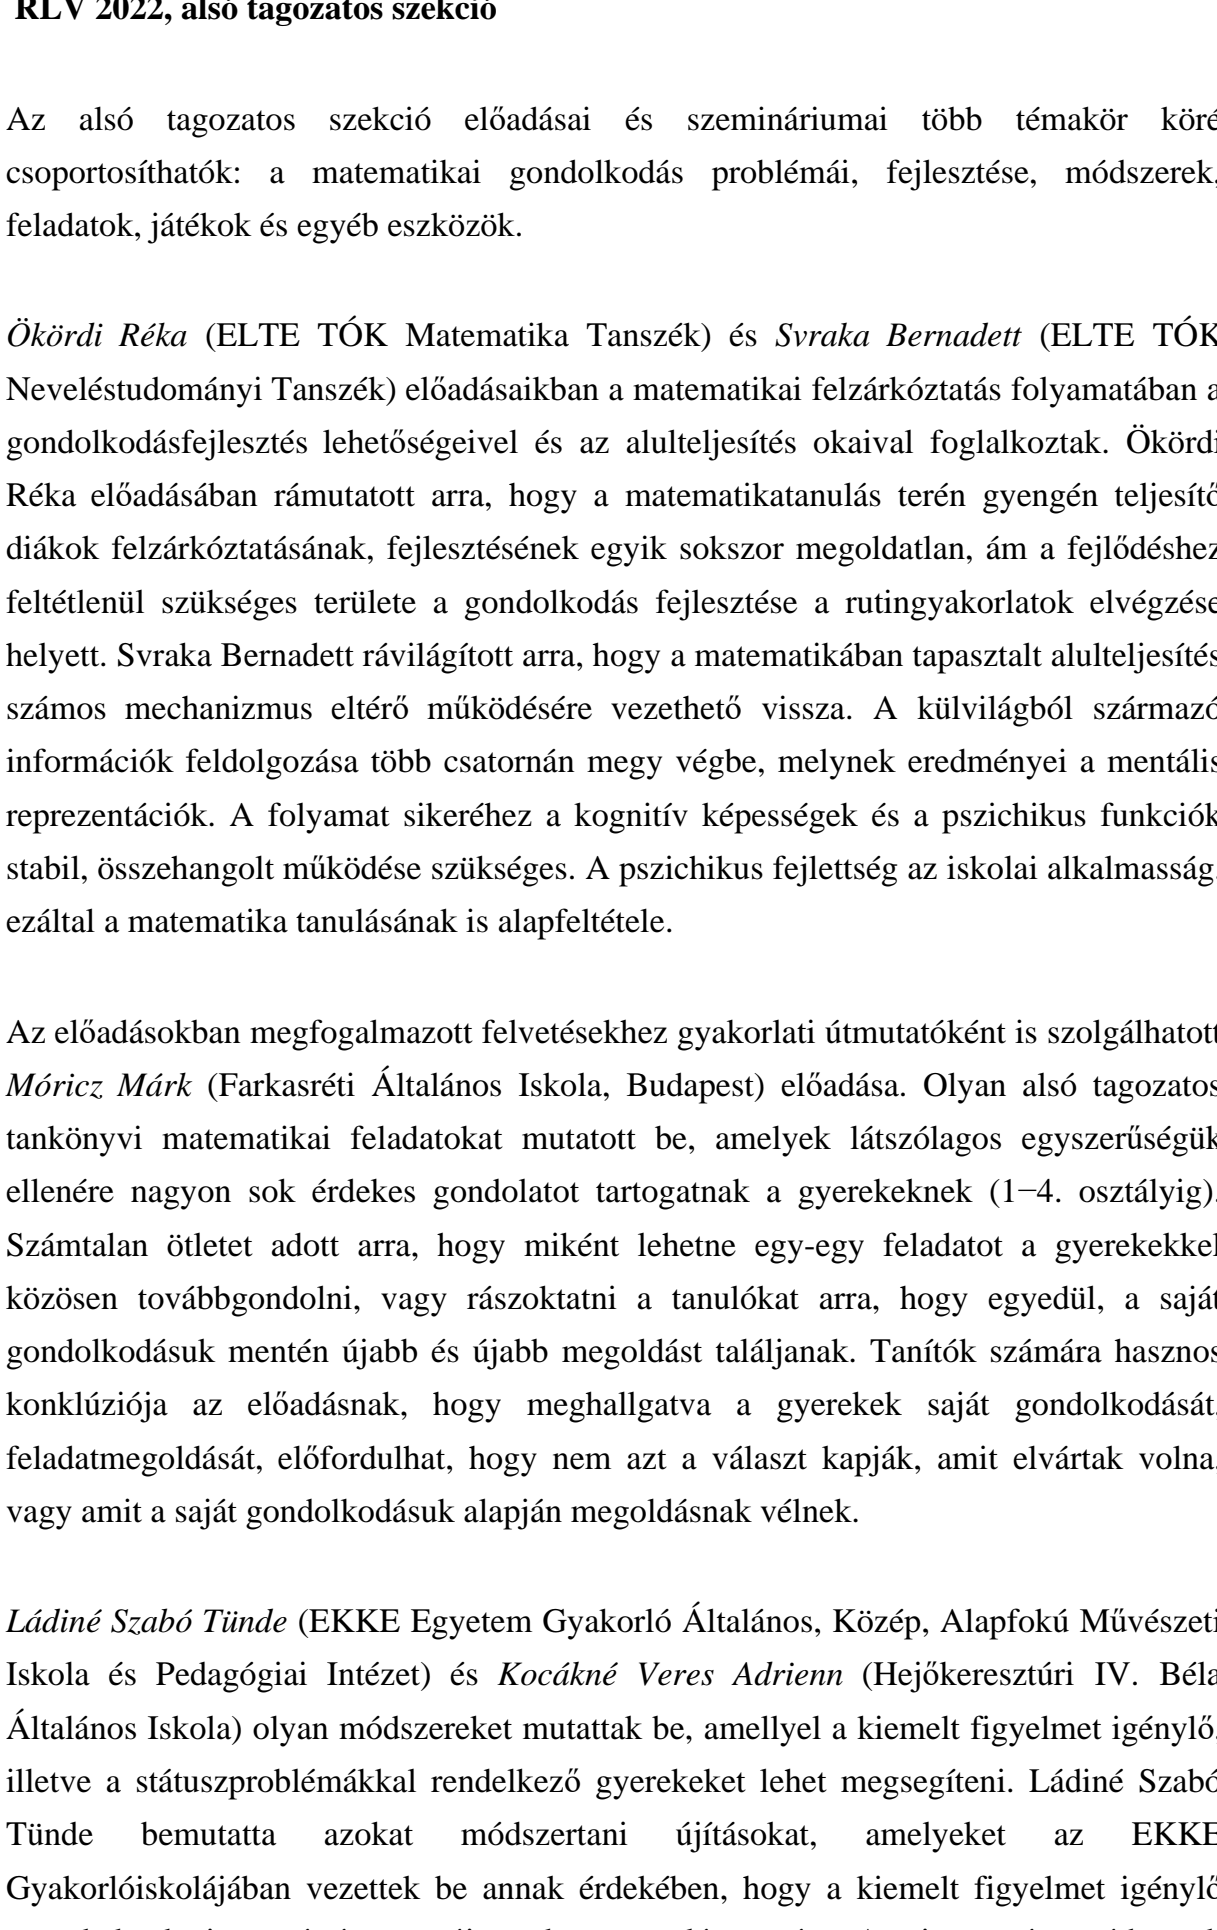 RLV 2022, alsó tagozatos szekció
Az alsó tagozatos szekció előadásai és szemináriumai több témakör köré
csoportosíthatók: a matematikai gondolkodás problémái, fejlesztése, módszerek,
feladatok, játékok és egyéb eszközök.
Ökördi Réka (ELTE TÓK Matematika Tanszék) és Svraka Bernadett (ELTE TÓK
Neveléstudományi Tanszék) előadásaikban a matematikai felzárkóztatás folyamatában a
gondolkodásfejlesztés lehetőségeivel és az alulteljesítés okaival foglalkoztak. Ökördi
Réka előadásában rámutatott arra, hogy a matematikatanulás terén gyengén teljesítő
diákok felzárkóztatásának, fejlesztésének egyik sokszor megoldatlan, ám a fejlődéshez
feltétlenül szükséges területe a gondolkodás fejlesztése a rutingyakorlatok elvégzése
helyett. Svraka Bernadett rávilágított arra, hogy a matematikában tapasztalt alulteljesítés
számos mechanizmus eltérő működésére vezethető vissza. A külvilágból származó
információk feldolgozása több csatornán megy végbe, melynek eredményei a mentális
reprezentációk. A folyamat sikeréhez a kognitív képességek és a pszichikus funkciók
stabil, összehangolt működése szükséges. A pszichikus fejlettség az iskolai alkalmasság,
ezáltal a matematika tanulásának is alapfeltétele.
Az előadásokban megfogalmazott felvetésekhez gyakorlati útmutatóként is szolgálhatott
Móricz Márk (Farkasréti Általános Iskola, Budapest) előadása. Olyan alsó tagozatos
tankönyvi matematikai feladatokat mutatott be, amelyek látszólagos egyszerűségük
ellenére nagyon sok érdekes gondolatot tartogatnak a gyerekeknek (1−4. osztályig).
Számtalan ötletet adott arra, hogy miként lehetne egy-egy feladatot a gyerekekkel
közösen továbbgondolni, vagy rászoktatni a tanulókat arra, hogy egyedül, a saját
gondolkodásuk mentén újabb és újabb megoldást találjanak. Tanítók számára hasznos
konklúziója az előadásnak, hogy meghallgatva a gyerekek saját gondolkodását,
feladatmegoldását, előfordulhat, hogy nem azt a választ kapják, amit elvártak volna,
vagy amit a saját gondolkodásuk alapján megoldásnak vélnek.
Ládiné Szabó Tünde (EKKE Egyetem Gyakorló Általános, Közép, Alapfokú Művészeti
Iskola és Pedagógiai Intézet) és Kocákné Veres Adrienn (Hejőkeresztúri IV. Béla
Általános Iskola) olyan módszereket mutattak be, amellyel a kiemelt figyelmet igénylő,
illetve a státuszproblémákkal rendelkező gyerekeket lehet megsegíteni. Ládiné Szabó
Tünde bemutatta azokat módszertani újításokat, amelyeket az EKKE
Gyakorlóiskolájában vezettek be annak érdekében, hogy a kiemelt figyelmet igénylő